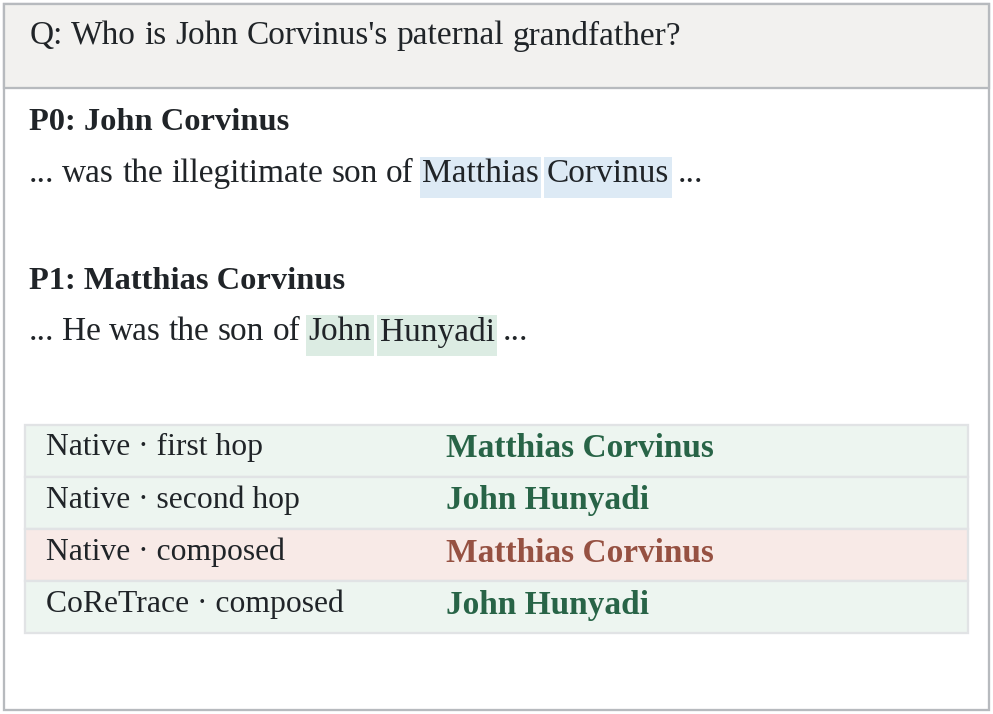 Q: Who is John Corvinus's paternal grandfather?
P0: John Corvinus
... was the illegitimate son of Matthias Corvinus ...
P1: Matthias Corvinus
... He was the son of John Hunyadi ...
Native · first hop Matthias Corvinus
Native · second hop John Hunyadi
Native · composed Matthias Corvinus
CoReTrace · composed John Hunyadi